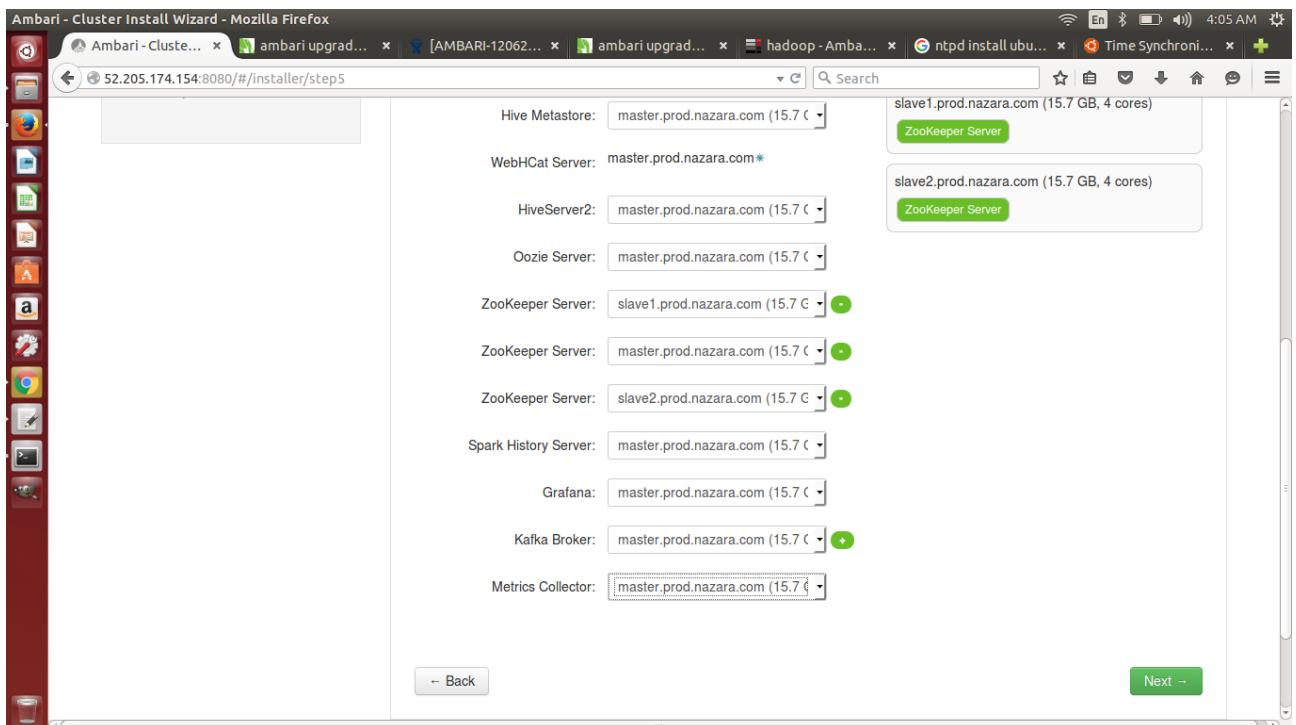 Ambari - Cluster Install Wizard - Mozilla Firefox
En
4:05 AM
Ambari - Cluste... ×
ambari upgrad... ×
[AMBARI-12062... ×
ambari upgrad... ×
hadoop - Amba... ×
ntpd install ubu... ×
Time Synchroni... ×
52.205.174.154:8080/#/installer/step5
Search
Hive Metastore: master.prod.nazara.com (15.7 G
WebHCat Server: master.prod.nazara.com*
HiveServer2: master.prod.nazara.com (15.7 G
Oozie Server: master.prod.nazara.com (15.7 G
ZooKeeper Server: slave1.prod.nazara.com (15.7 G -
ZooKeeper Server: master.prod.nazara.com (15.7 G -
ZooKeeper Server: slave2.prod.nazara.com (15.7 G -
Spark History Server: master.prod.nazara.com (15.7 G
Grafana: master.prod.nazara.com (15.7 G
Kafka Broker: master.prod.nazara.com (15.7 G +
Metrics Collector: master.prod.nazara.com (15.7 G
slave1.prod.nazara.com (15.7 GB, 4 cores)
ZooKeeper Server
slave2.prod.nazara.com (15.7 GB, 4 cores)
ZooKeeper Server
← Back
Next →